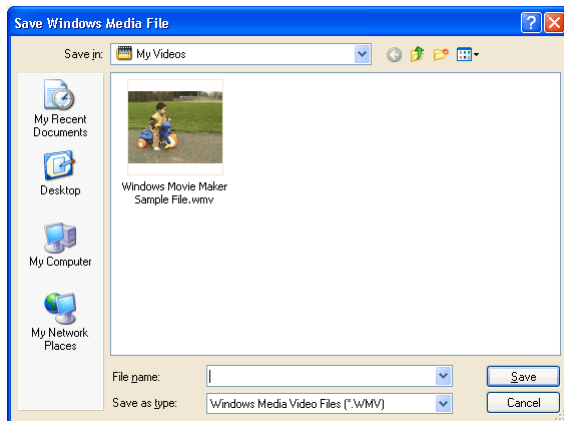 Save Windows Media File
Save in:
My Videos
My Recent
Documents
Desktop
My Computer
My Network
Places
Windows Movie Maker
Sample File.wmv
File name:
Save
Save as type:
Windows Media Video Files (*.WMV)
Cancel